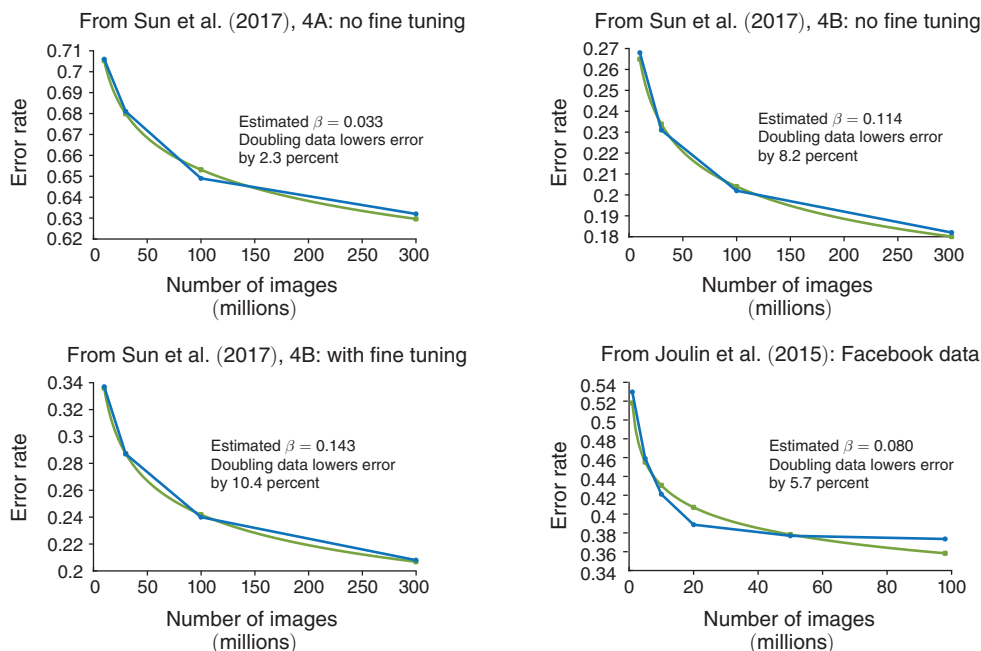 From Sun et al. (2017), 4A: no fine tuning
0.71
0.7
0.68
0.66
0.65
0.64
0.63
0.62
Error rate
Estimated β = 0.033
Doubling data lowers error
by 2.3 percent
0 50 100 150 200 250 300
Number of images
(millions)
From Sun et al. (2017), 4B: no fine tuning
0.27
0.26
0.25
0.24
0.23
0.22
0.21
0.2
0.19
0.18
Error rate
Estimated β = 0.114
Doubling data lowers error
by 8.2 percent
0 50 100 150 200 250 300
Number of images
(millions)
From Sun et al. (2017), 4B: with fine tuning
0.34
0.32
0.3
0.28
0.26
0.24
0.22
0.2
Error rate
Estimated β = 0.143
Doubling data lowers error
by 10.4 percent
0 50 100 150 200 250 300
Number of images
(millions)
From Joulin et al. (2015): Facebook data
0.54
0.52
0.5
0.48
0.46
0.44
0.42
0.4
0.38
0.36
0.34
Error rate
Estimated β = 0.080
Doubling data lowers error
by 5.7 percent
0 20 40 60 80 100
Number of images
(millions)